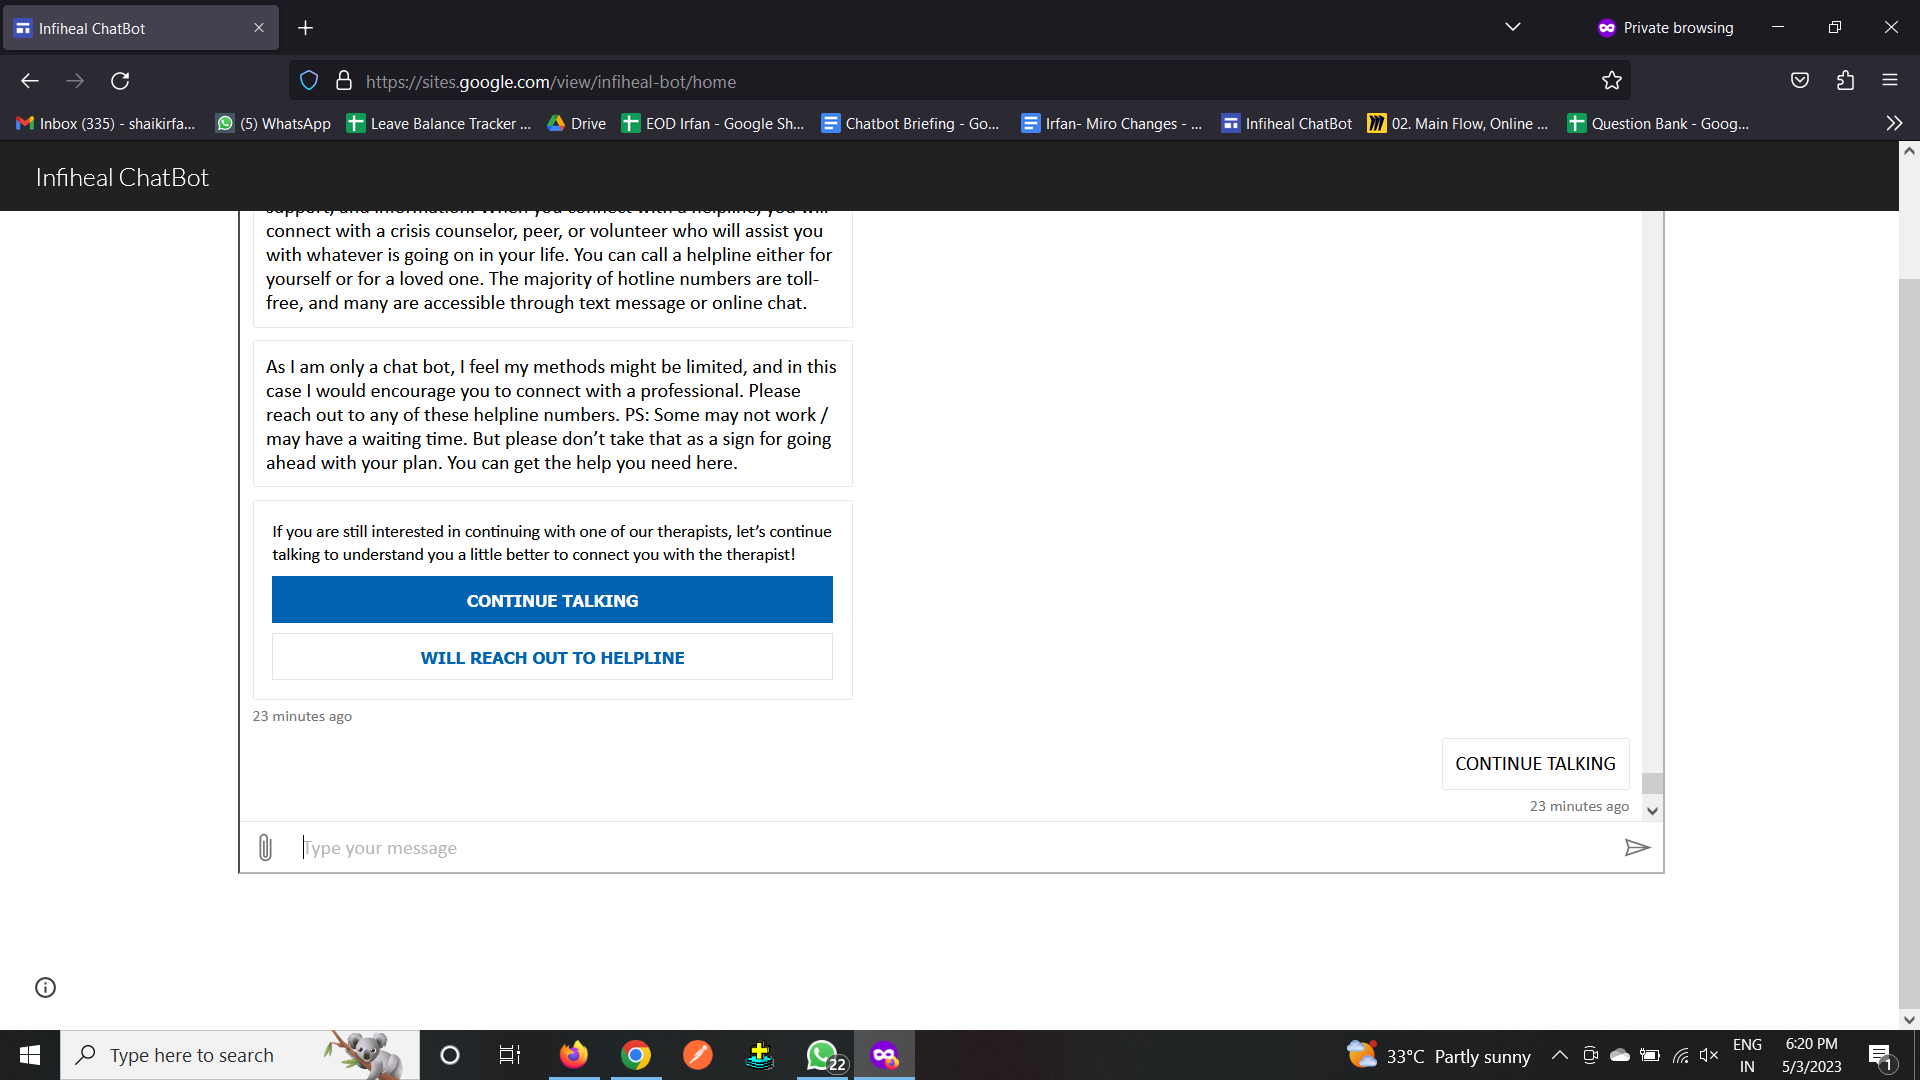 Infiheal ChatBot
Private browsing
https://sites.google.com/view/infiheal-bot/home
Inbox (335) - shaikirfa...
(5) WhatsApp
Leave Balance Tracker ...
Drive
EOD Irfan - Google Sh...
Chatbot Briefing - Go...
Irfan- Miro Changes - ...
Infiheal ChatBot
02. Main Flow, Online ...
Question Bank - Goog...
Infiheal ChatBot
support, and information. When you connect with a helpline, you will
connect with a crisis counselor, peer, or volunteer who will assist you
with whatever is going on in your life. You can call a helpline either for
yourself or for a loved one. The majority of hotline numbers are toll-
free, and many are accessible through text message or online chat.
As I am only a chat bot, I feel my methods might be limited, and in this
case I would encourage you to connect with a professional. Please
reach out to any of these helpline numbers. PS: Some may not work /
may have a waiting time. But please don’t take that as a sign for going
ahead with your plan. You can get the help you need here.
If you are still interested in continuing with one of our therapists, let’s continue
talking to understand you a little better to connect you with the therapist!
CONTINUE TALKING
WILL REACH OUT TO HELPLINE
23 minutes ago
CONTINUE TALKING
23 minutes ago
Type your message
Type here to search
22
33°C Partly sunny
ENG
IN
6:20 PM
5/3/2023
1